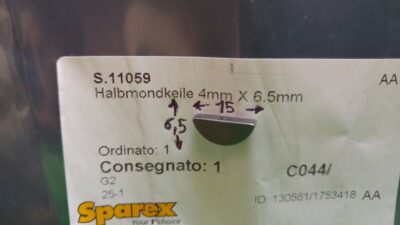 S.11059 AA
Halbmondkeile 4mm X 6.5mm
15
6,5
Ordinato: 1
Consegnato: 1 C044/
G2
25-1 ID: 130561/1753418 AA
Sparex
Your 1st choice